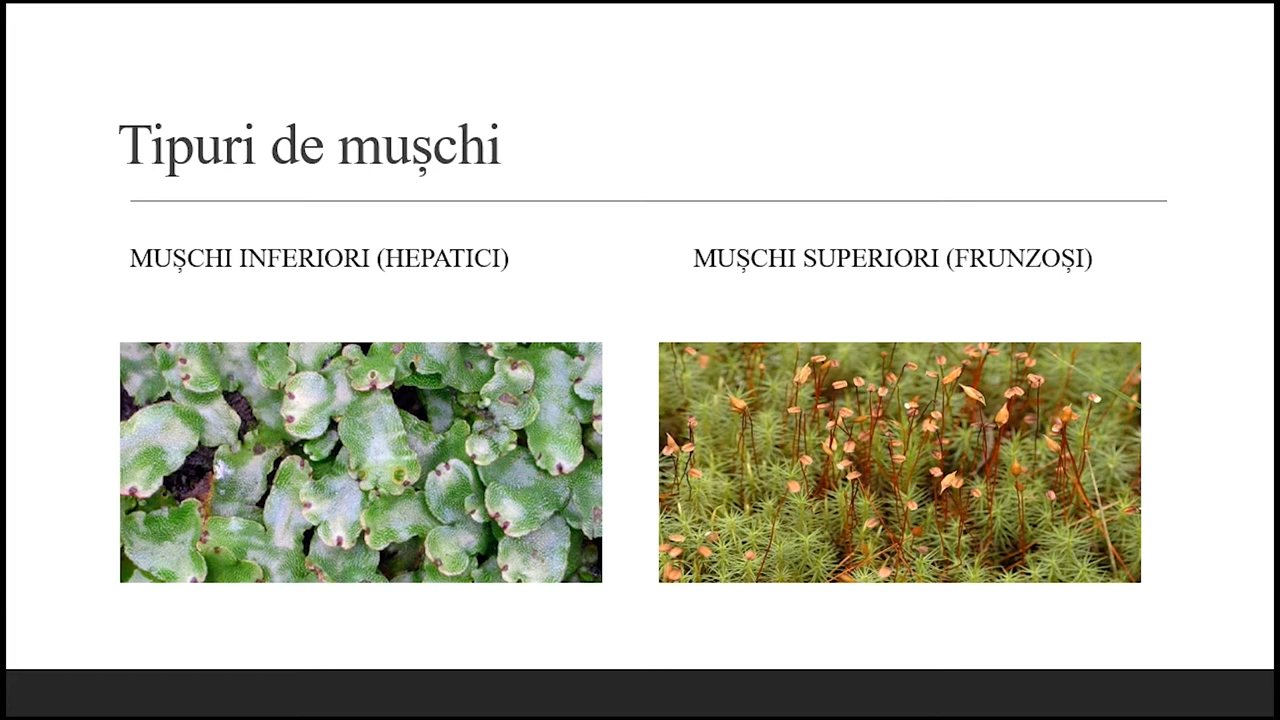 Tipuri de mușchi
MUȘCHI INFERIORI (HEPATICI)
MUȘCHI SUPERIORI (FRUNZOȘI)